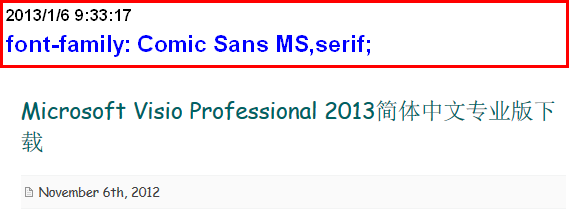 2013/1/6 9:33:17
font-family: Comic Sans MS,serif;
Microsoft Visio Professional 2013简体中文专业版下
载
November 6th, 2012